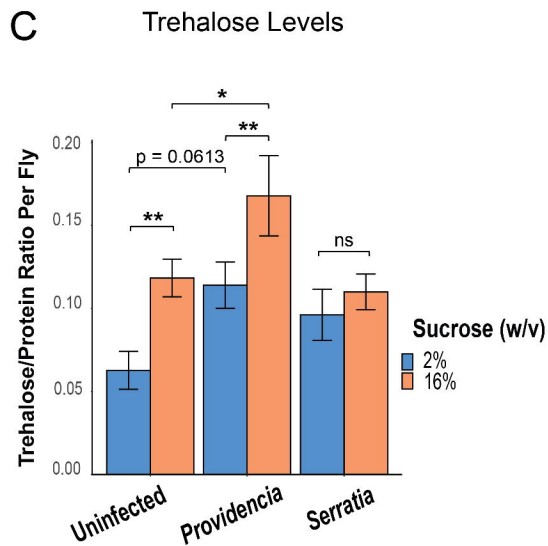 C
Trehalose Levels
*
**
p = 0.0613
**
ns
Trehalose/Protein Ratio Per Fly
0.20
0.15
0.10
0.05
0.00
Uninfected
Providencia
Serratia
Sucrose (w/v)
2%
16%